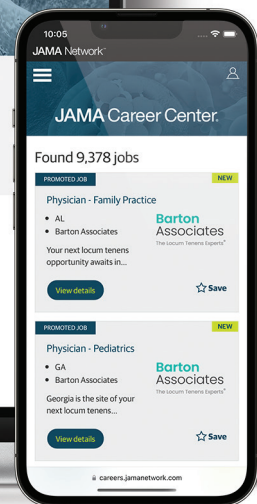 10:05
JAMA Network
JAMA Career Center.
Found 9,378 jobs
PROMOTED JOB
NEW
Physician - Family Practice
• AL
• Barton Associates
Your next locum tenens
opportunity awaits in...
Barton
Associates
The Locum Tenens Experts®
View details
Save
PROMOTED JOB
NEW
Physician - Pediatrics
• GA
• Barton Associates
Georgia is the site of your
next locum tenens...
Barton
Associates
The Locum Tenens Experts®
View details
Save
careers.jamanetwork.com